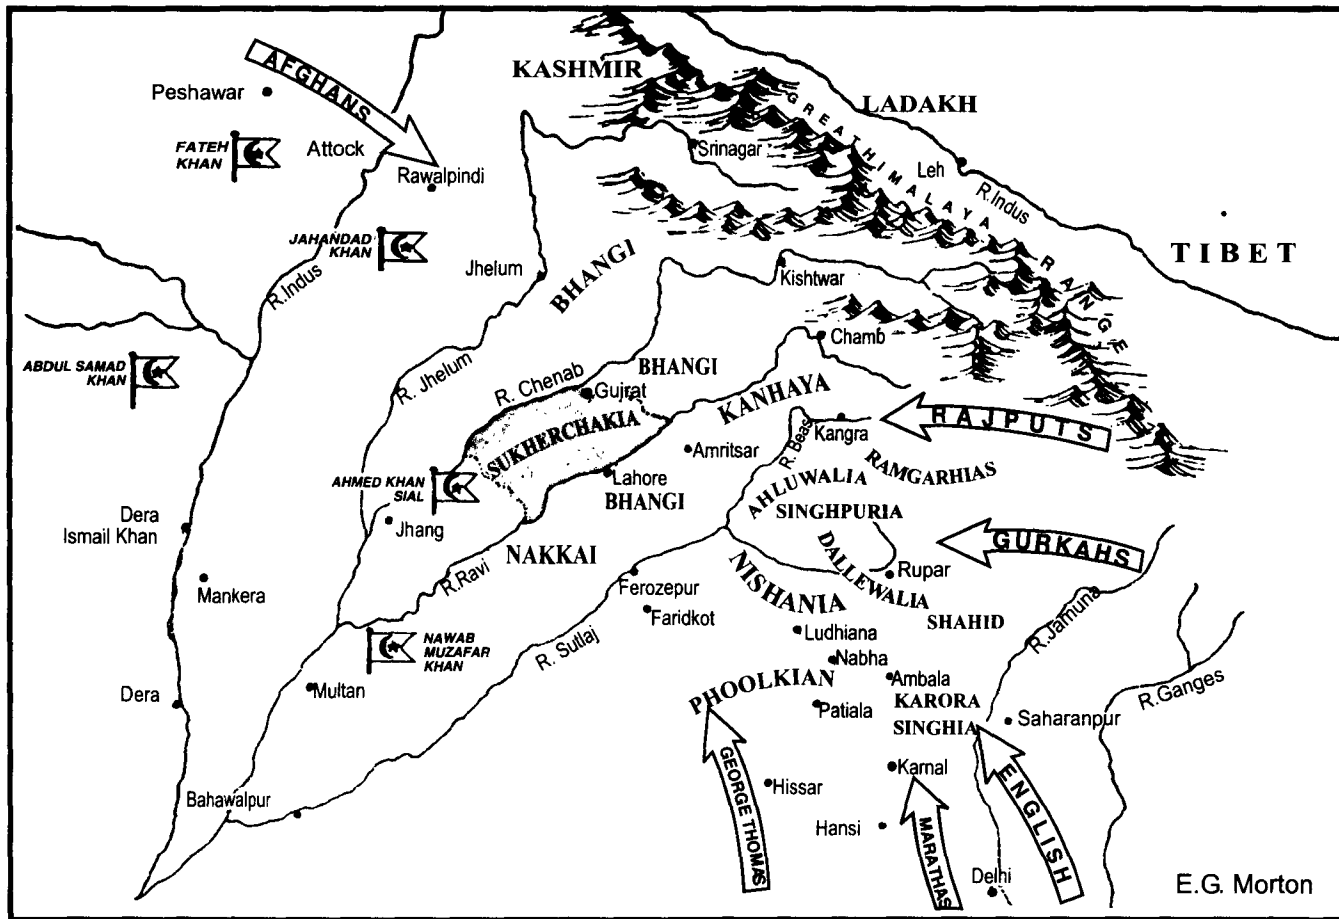 KASHMIR
LADAKH
GREAT HIMALAYA RANGE
TIBET
AFGHANS
Peshawar
FATEH
KHAN
Attock
Rawalpindi
Srinagar
Leh
R.Indus
JAHANDAD
KHAN
R.Indus
Jhelum
BHANGI
Kishtwar
ABDUL SAMAD
KHAN
R. Jhelum
R. Chenab
BHANGI
Gujrat
Chamb
KANHAYA
SUKHERCHAKIA
Kangra
RAJPUTS
R. Beas
Amritsar
RAMGARHIAS
AHLUWALIA
AHMED KHAN
SIAL
Lahore
BHANGI
SINGHPURIA
Jhang
Dera
Ismail Khan
NAKKAI
DALLEWALIA
GURKAHS
R.Ravi
Mankera
Ferozepur
NISHANIA
Rupar
Faridkot
SHAHID
R.Jamuna
NAWAB
MUZAFAR
KHAN
R. Sutlaj
Ludhiana
Nabha
Ambala
PHOOLKIAN
Multan
Dera
Patiala
KARORA
SINGHIA
Saharanpur
R.Ganges
GEORGE THOMAS
Karnal
ENGLISH
Hissar
Bahawalpur
Hansi
MARATHAS
Delhi
E.G. Morton